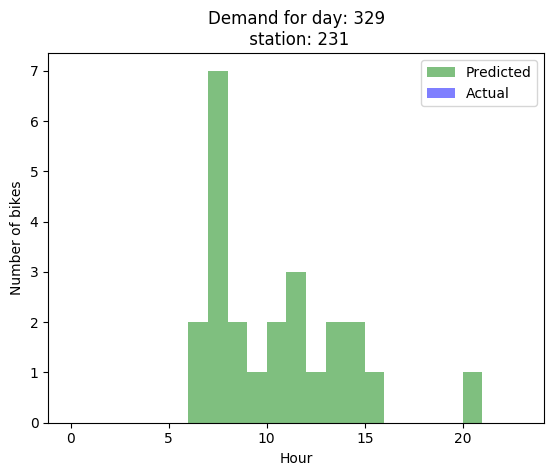 Demand for day: 329
station: 231
Predicted
Actual
Number of bikes
7
6
5
4
3
2
1
0
0 5 10 15 20
Hour